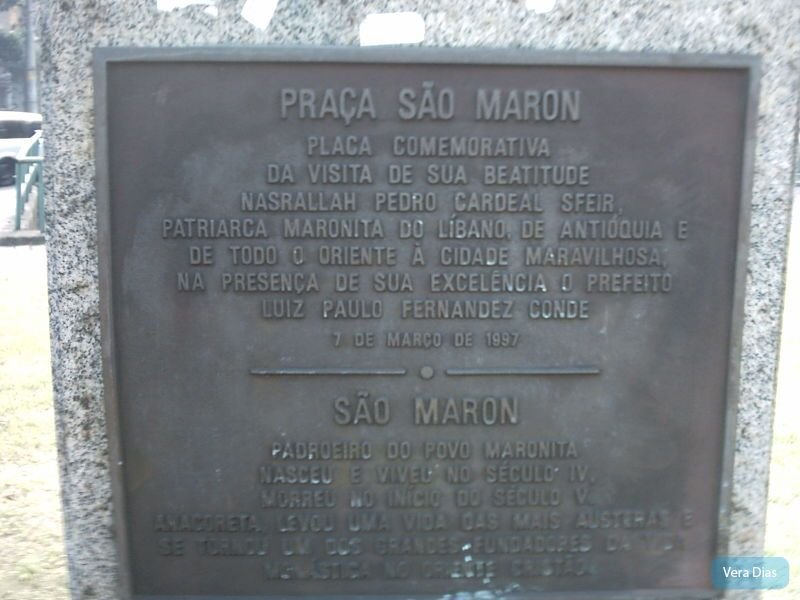 PRAÇA SÃO MARON
PLACA COMEMORATIVA
DA VISITA DE SUA BEATITUDE
NASRALLAH PEDRO CARDEAL SFEIR,
PATRIARCA MARONITA DO LÍBANO, DE ANTIÓQUIA E
DE TODO O ORIENTE À CIDADE MARAVILHOSA,
NA PRESENÇA DE SUA EXCELÊNCIA O PREFEITO
LUIZ PAULO FERNANDEZ CONDE
7 DE MARÇO DE 1997
SÃO MARON
PADROEIRO DO POVO MARONITA
NASCEU E VIVEU NO SÉCULO IV.
MORREU NO INÍCIO DO SÉCULO V.
ANACORETA, LEVOU UMA VIDA DAS MAIS AUSTERAS E
SE TORNOU UM DOS GRANDES FUNDADORES DA VIDA
MONÁSTICA NO ORIENTE CRISTÃO.
Vera Dias